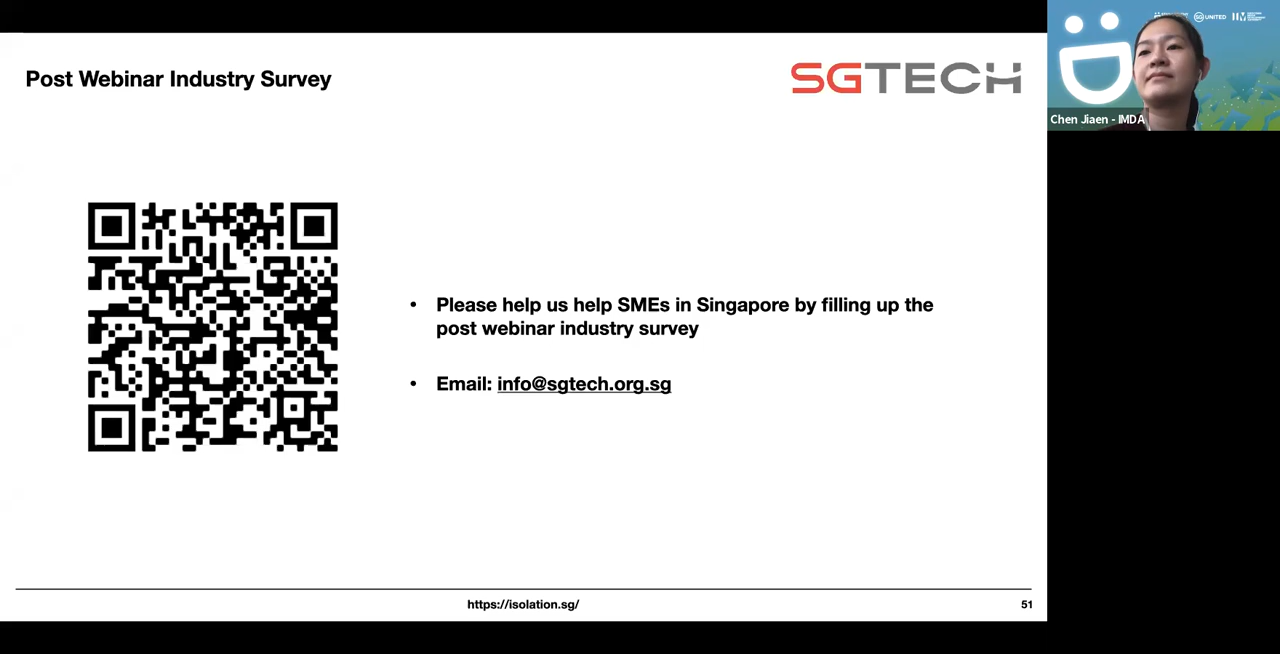 Post Webinar Industry Survey
SGTECH
UNITED
Chen Jiaen - IMDA
• Please help us help SMEs in Singapore by filling up the
post webinar industry survey
• Email: info@sgtech.org.sg
https://isolation.sg/
51